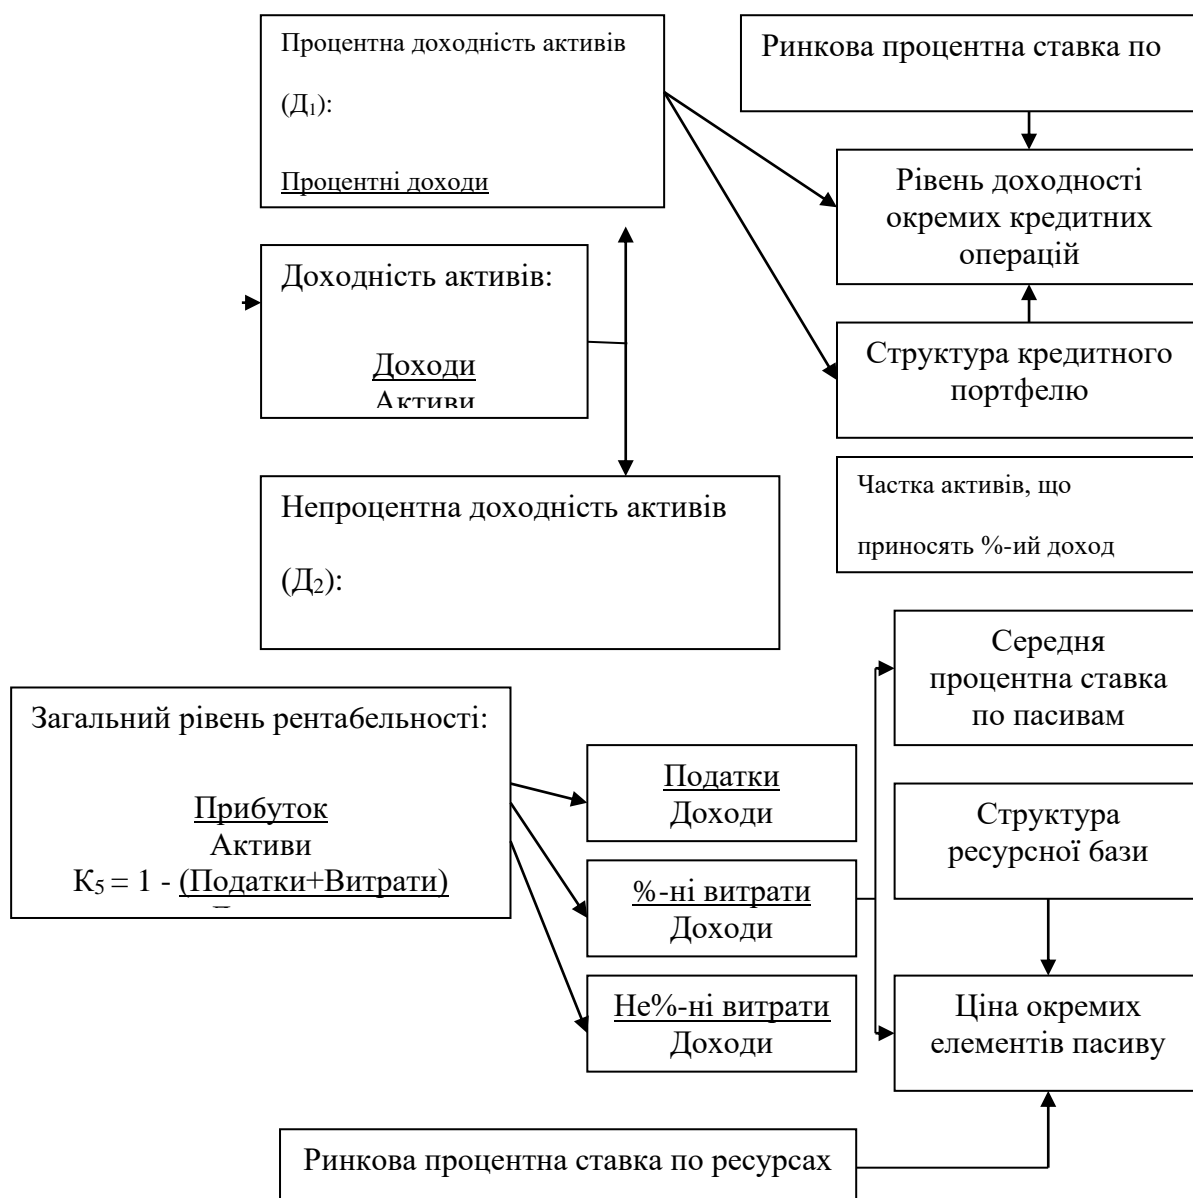 Процентна доходність активів
(Д₁):
Процентні доходи
Ринкова процентна ставка по
Рівень доходності
окремих кредитних
операцій
Доходність активів:
Доходи
Активи
Структура кредитного
портфелю
Частка активів, що
приносять %-ий доход
Непроцентна доходність активів
(Д₂):
Середня
процентна ставка
по пасивам
Загальний рівень рентабельності:
Прибуток
Активи
К₅ = 1 - (Податки+Витрати)
Податки
Доходи
%-ні витрати
Доходи
Не%-ні витрати
Доходи
Структура
ресурсної бази
Ціна окремих
елементів пасиву
Ринкова процентна ставка по ресурсах